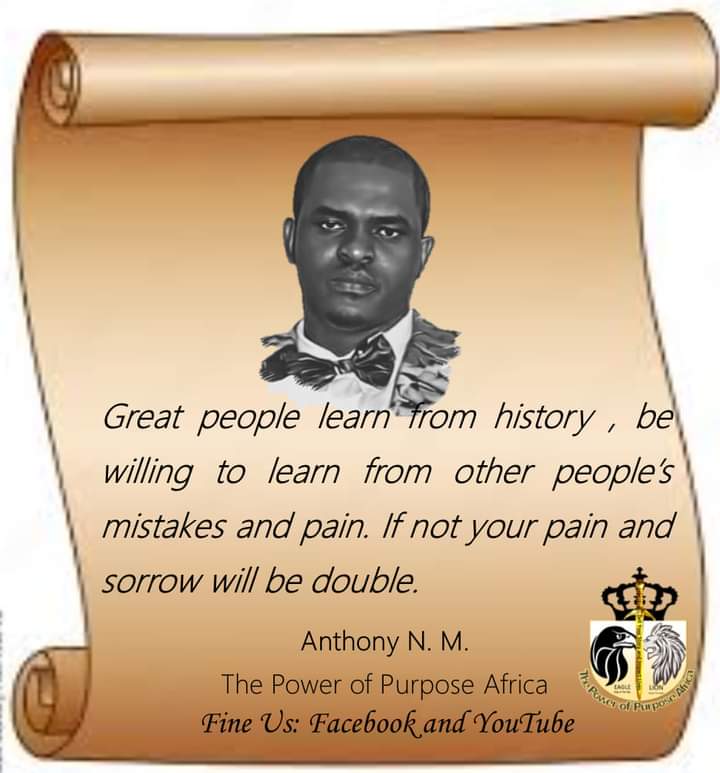 Great people learn from history , be
willing to learn from other people's
mistakes and pain. If not your pain and
sorrow will be double.
Anthony N. M.
The Power of Purpose Africa
Fine Us: Facebook and YouTube
EAGLE
LION
The Power of Purpose Africa